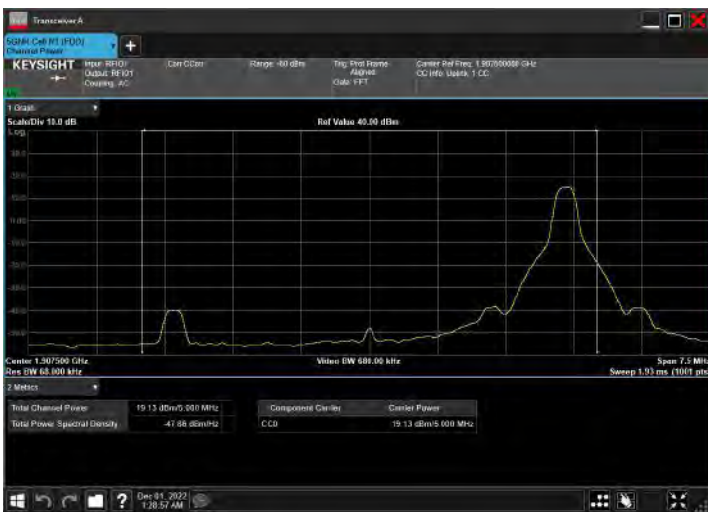 Transceiver A
5GNR Cell N1 (FDD)
Channel Power
KEYSIGHT
Input: RFIO1
Output: RFIO1
Coupling: AC
Corr CCorr
Range: -60 dBm
Trig: Prot Frame
Aligned
Gate: FFT
Carrier Ref Freq: 1.907500000 GHz
CC Info: Uplink, 1 CC
1 Graph
Scale/Div 10.0 dB
Ref Value 40.00 dBm
Log
Center 1.907500 GHz
Video BW 680.00 kHz
Span 7.5 MHz
Res BW 68.000 kHz
Sweep 1.93 ms (1001 pts
2 Metrics
Total Channel Power
19.13 dBm/5.000 MHz
Total Power Spectral Density
-47.86 dBm/Hz
Component Carrier
Carrier Power
CC0
19.13 dBm/5.000 MHz
Dec 01, 2022
1:28:57 AM